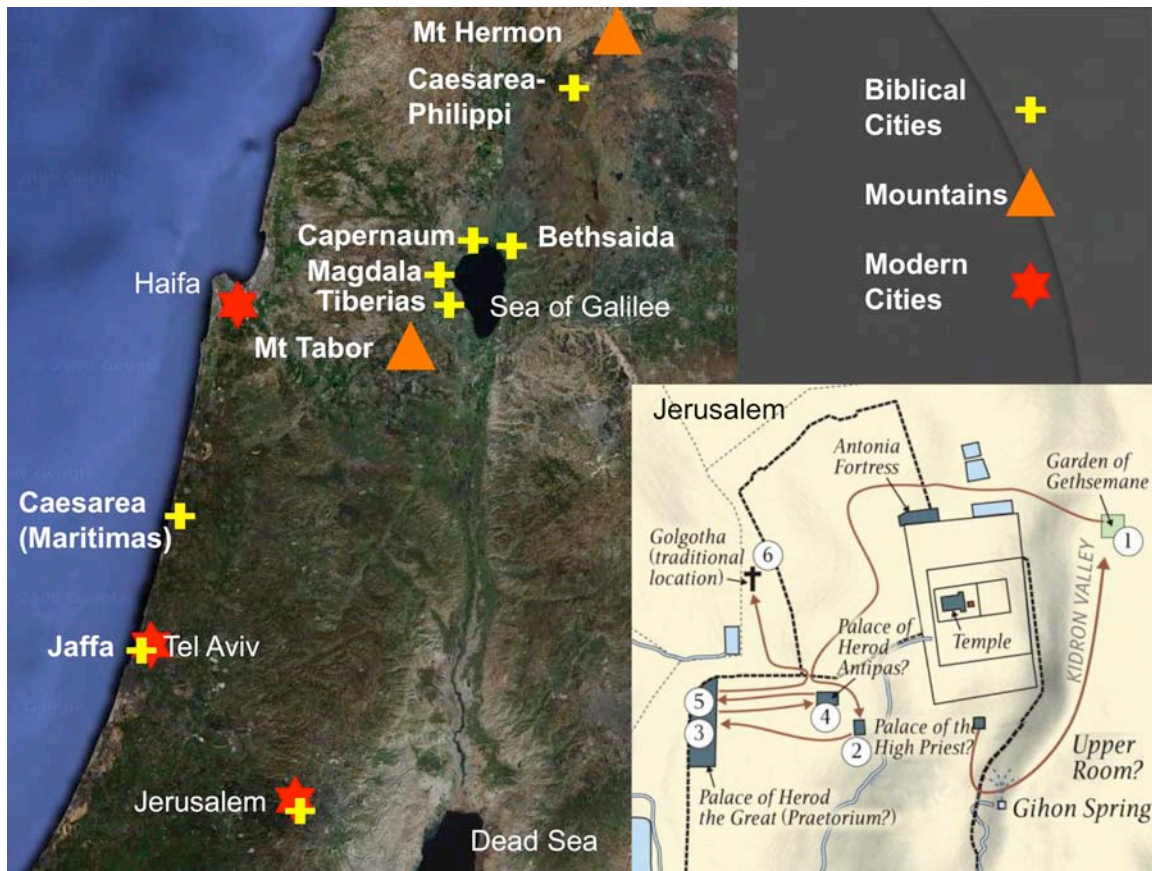 Mt Hermon
Caesarea-
Philippi
Capernaum
Bethsaida
Magdala
Haifa
Tiberias
Sea of Galilee
Mt Tabor
Caesarea
(Maritimas)
Jaffa
Tel Aviv
Jerusalem
Dead Sea
Biblical
Cities
Mountains
Modern
Cities
Jerusalem
Antonia
Fortress
Garden of
Gethsemane
1
Golgotha
(traditional
location)
6
KIDRON VALLEY
Temple
Palace of
Herod
Antipas?
5
4
3
2
Palace of the
High Priest?
Upper
Room?
Palace of Herod
the Great (Praetorium?)
Gihon Spring